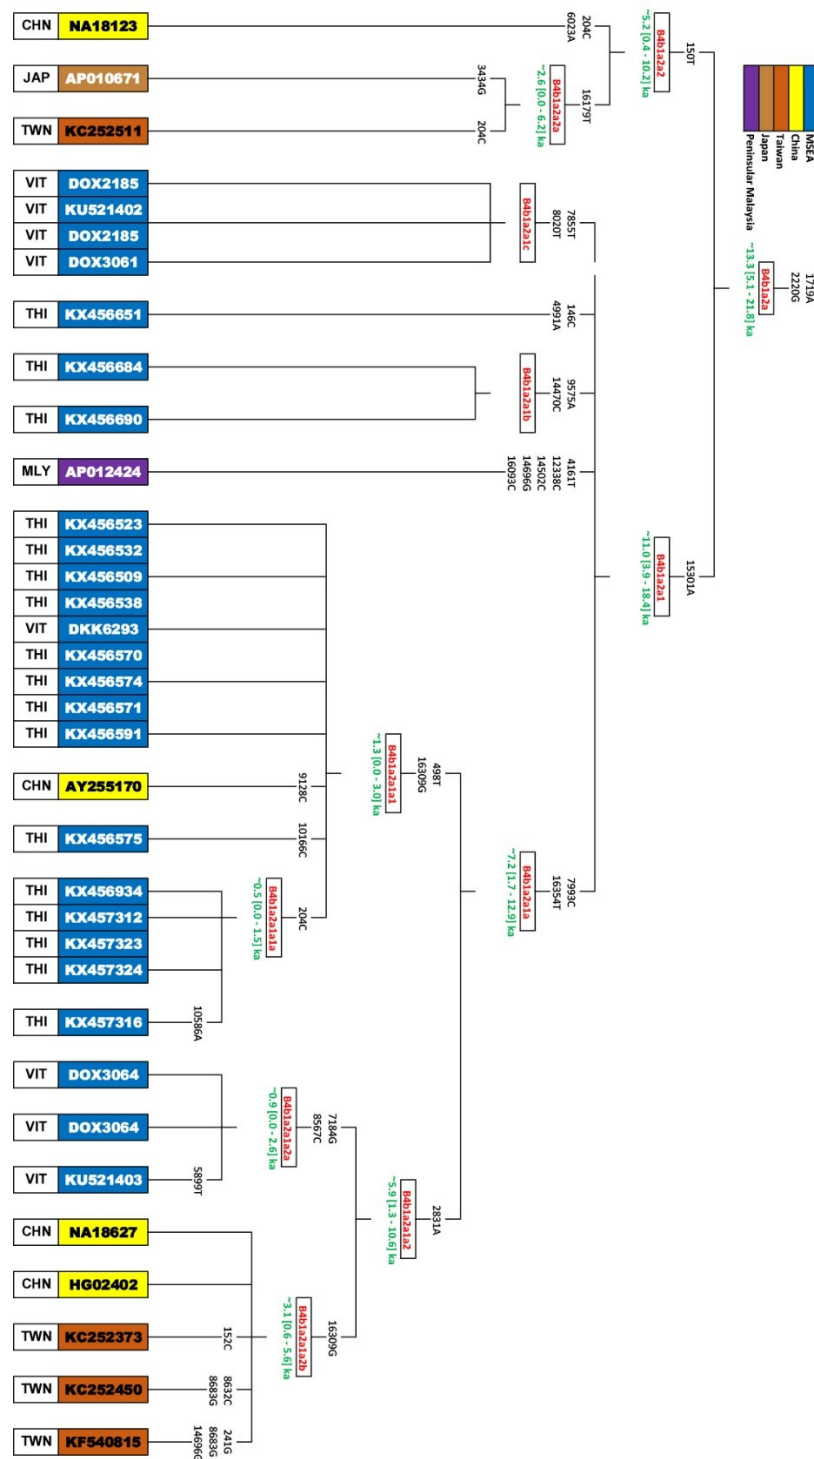 MSEA
China
Taiwan
Japan
Peninsular Malaysia
1719A
2220G
B4b1a2a
~13.3 [5.1 - 21.8] ka
150T
B4b1a2a2
~5.2 [0.4 - 10.2] ka
204C
6023A
16179T
B4b1a2a2a
~2.6 [0.0 - 6.2] ka
3434G
204C
15301A
B4b1a2a1
~11.0 [3.9 - 18.4] ka
7855T
8020T
B4b1a2a1c
146C
4991A
9575A
14470C
B4b1a2a1b
4161T
12338C
14502C
14696G
16093C
7993C
16354T
B4b1a2a1a
~7.2 [1.7 - 12.9] ka
498T
16309G
B4b1a2a1a1
~1.3 [0.0 - 3.0] ka
9128C
10166C
204C
B4b1a2a1a1a
~0.5 [0.0 - 1.5] ka
10586A
2831A
B4b1a2a1a2
~5.9 [1.3 - 10.6] ka
7184G
8567C
B4b1a2a1a2a
~0.9 [0.0 - 2.6] ka
5899T
16309G
B4b1a2a1a2b
~3.1 [0.6 - 5.6] ka
152C
8632C
8683G
241G
8683G
14696G
CHN NA18123
JAP AP010671
TWN KC252511
VIT DOX2185
VIT KU521402
VIT DOX2185
VIT DOX3061
THI KX456651
THI KX456684
THI KX456690
MLY AP012424
THI KX456523
THI KX456532
THI KX456509
THI KX456538
VIT DKK6293
THI KX456570
THI KX456574
THI KX456571
THI KX456591
CHN AY255170
THI KX456575
THI KX456934
THI KX457312
THI KX457323
THI KX457324
THI KX457316
VIT DOX3064
VIT DOX3064
VIT KU521403
CHN NA18627
CHN HG02402
TWN KC252373
TWN KC252450
TWN KF540815